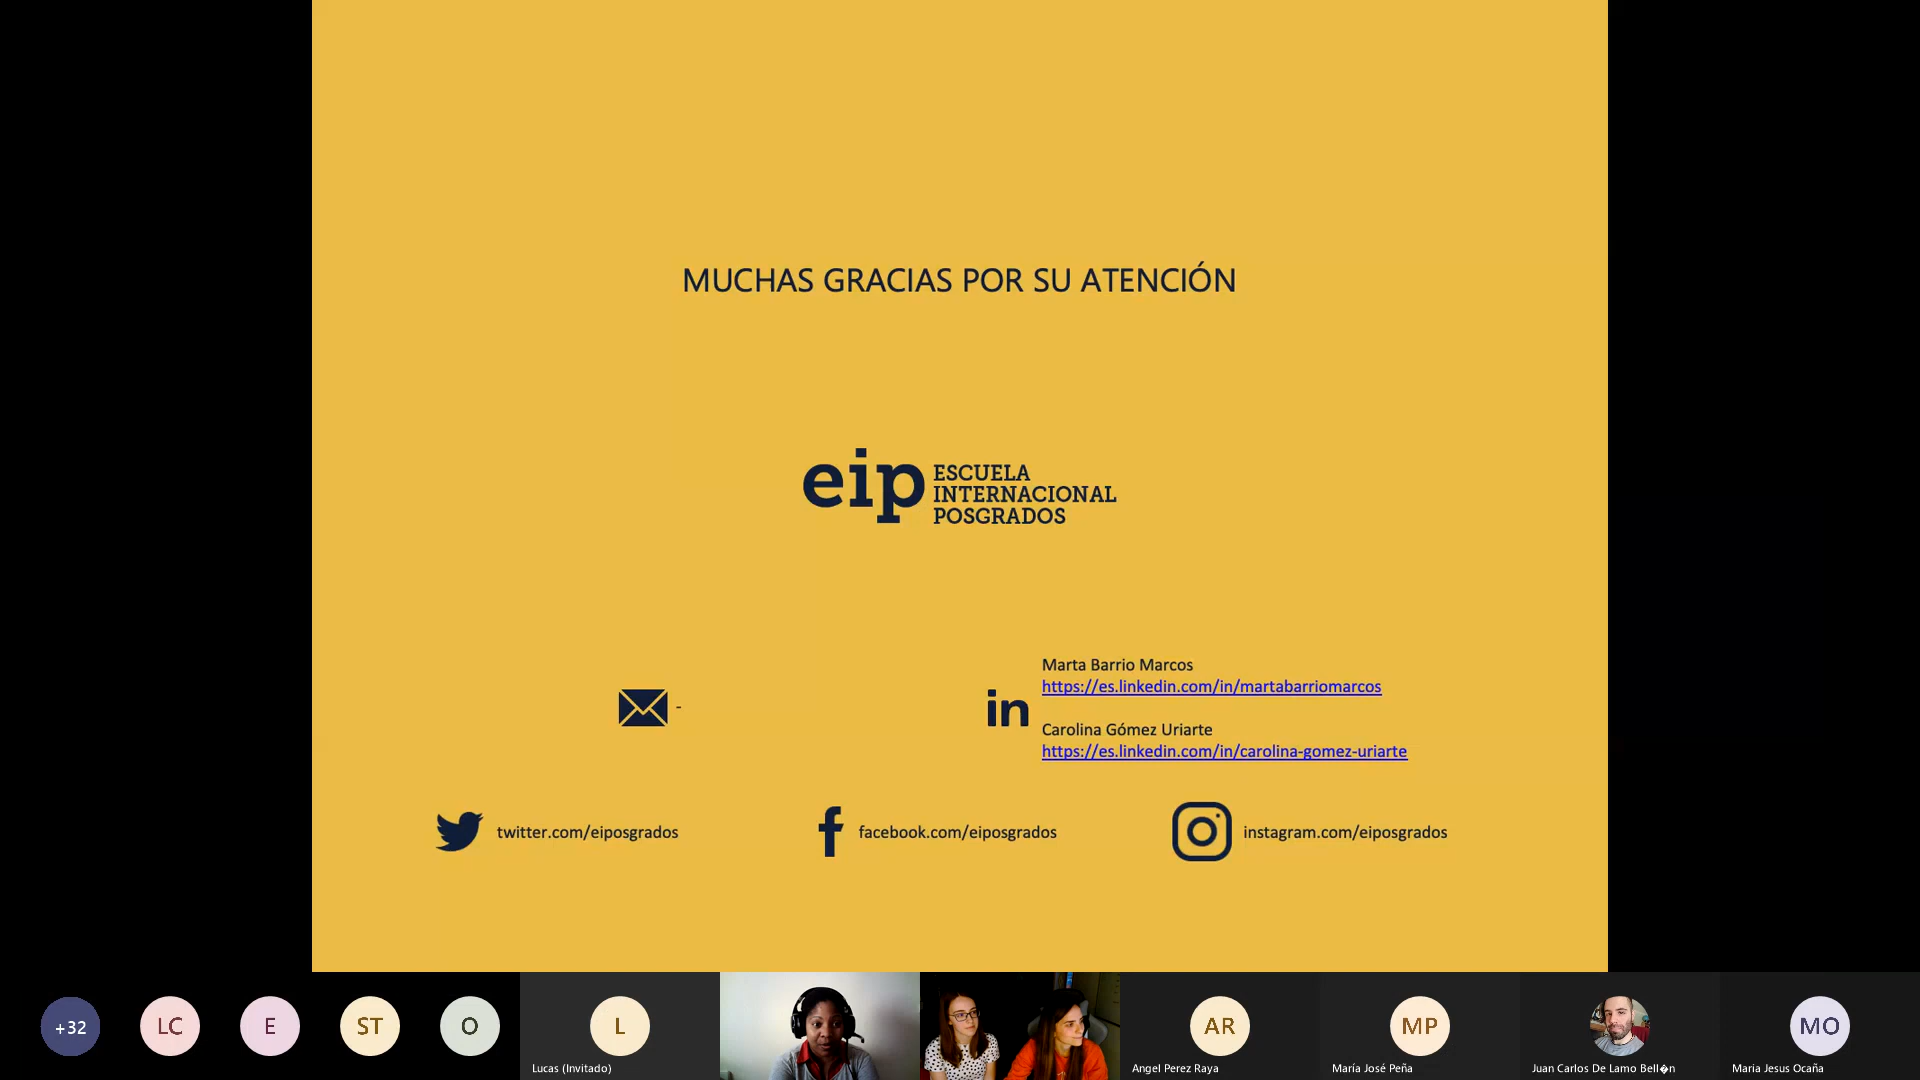 MUCHAS GRACIAS POR SU ATENCIÓN
eip
ESCUELA
INTERNACIONAL
POSGRADOS
-
in
Marta Barrio Marcos
https://es.linkedin.com/in/martabarriomarcos
Carolina Gómez Uriarte
https://es.linkedin.com/in/carolina-gomez-uriarte
twitter.com/eiposgrados
facebook.com/eiposgrados
instagram.com/eiposgrados
+32
LC
E
ST
O
L
AR
MP
MO
Lucas (Invitado)
Angel Perez Raya
María José Peña
Juan Carlos De Lamo Bell�n
Maria Jesus Ocaña